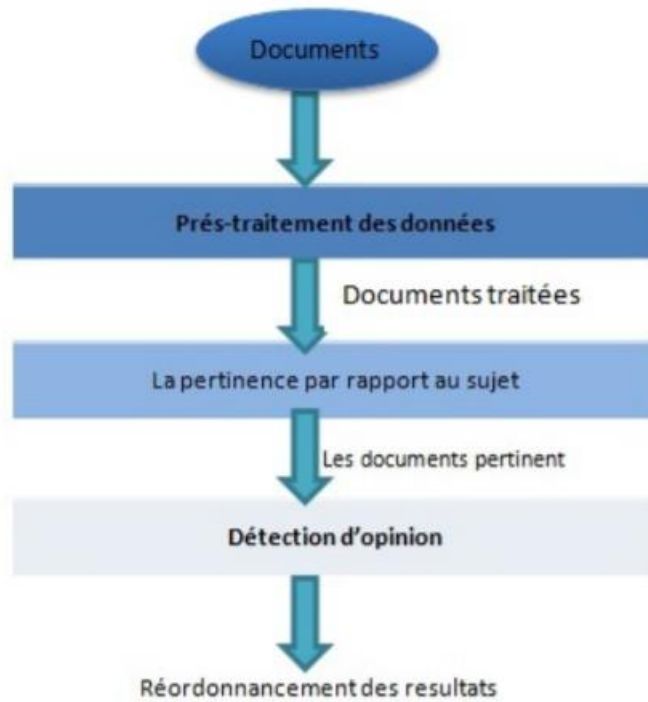 Documents
Prés-traitement des données
Documents traitées
La pertinence par rapport au sujet
Les documents pertinent
Détection d'opinion
Réordonnancement des resultats